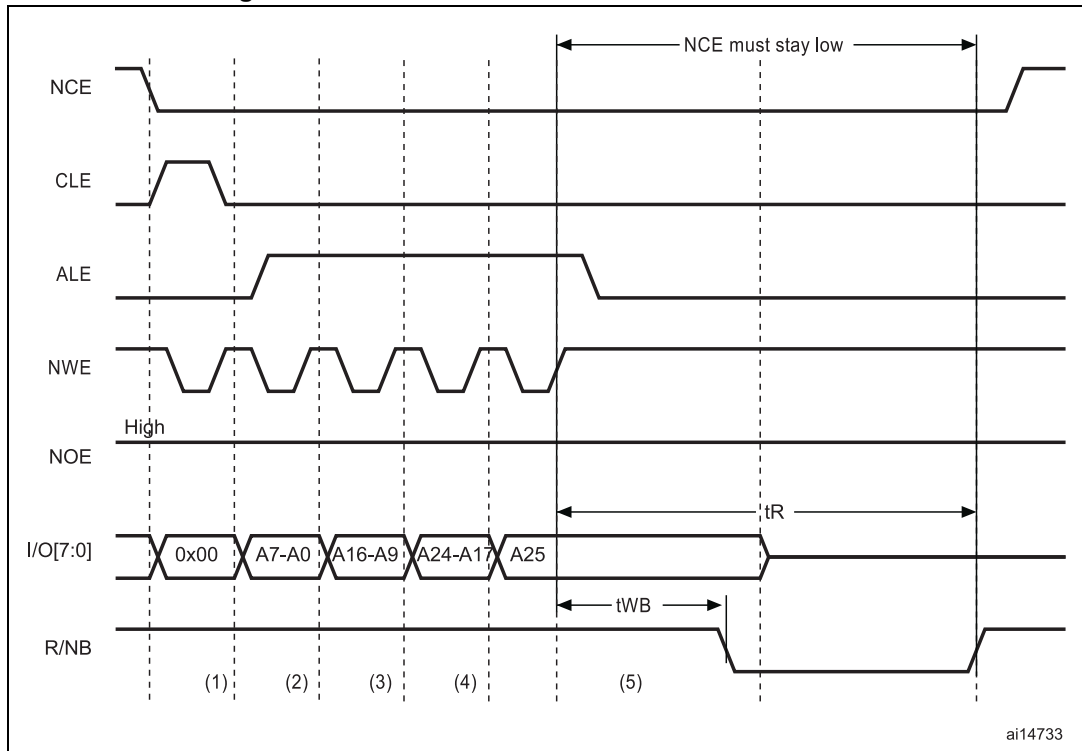 NCE must stay low
NCE
CLE
ALE
NWE
High
NOE
tR
I/O[7:0] 0x00 A7-A0 A16-A9 A24-A17 A25
tWB
R/NB
(1) (2) (3) (4) (5)
ai14733